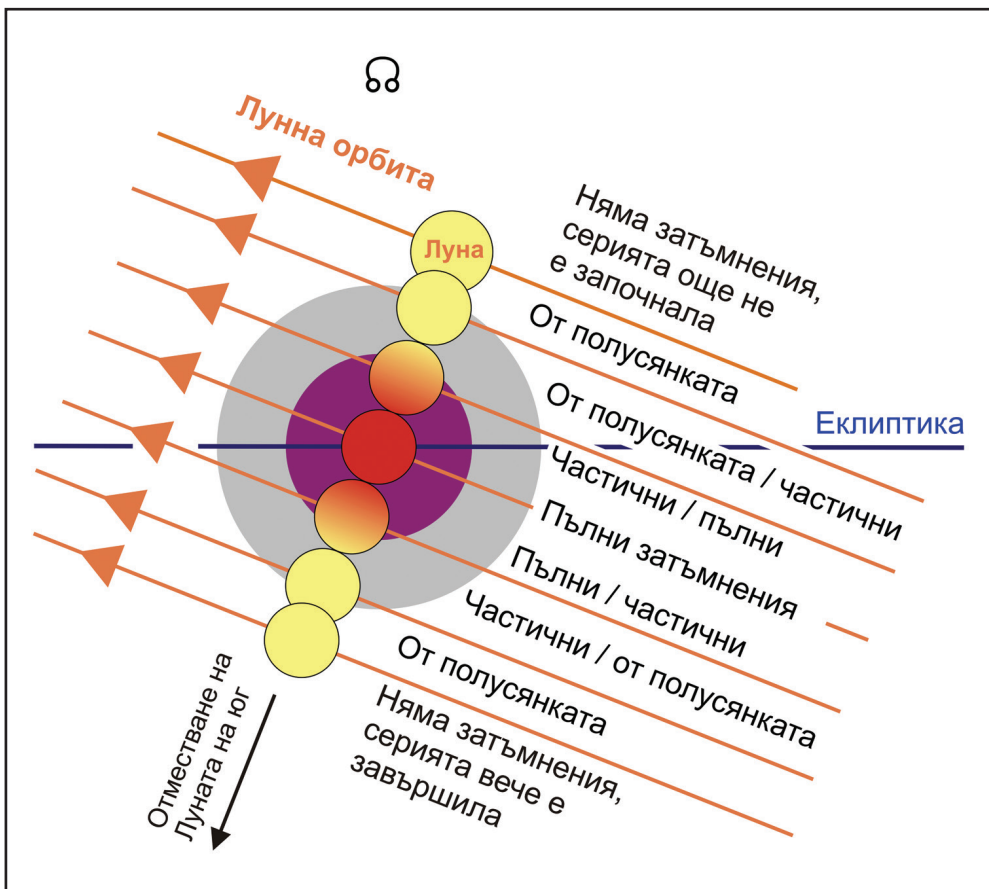 ☊
Лунна орбита
Луна
Няма затъмнения,
серията още не
е започнала
От полусянката
Еклиптика
От полусянката / частични
Частични / пълни
Пълни затъмнения
Пълни / частични
Частични / от полусянката
От полусянката
Няма затъмнения,
серията вече е
завършила
Отместване на
Луната на юг